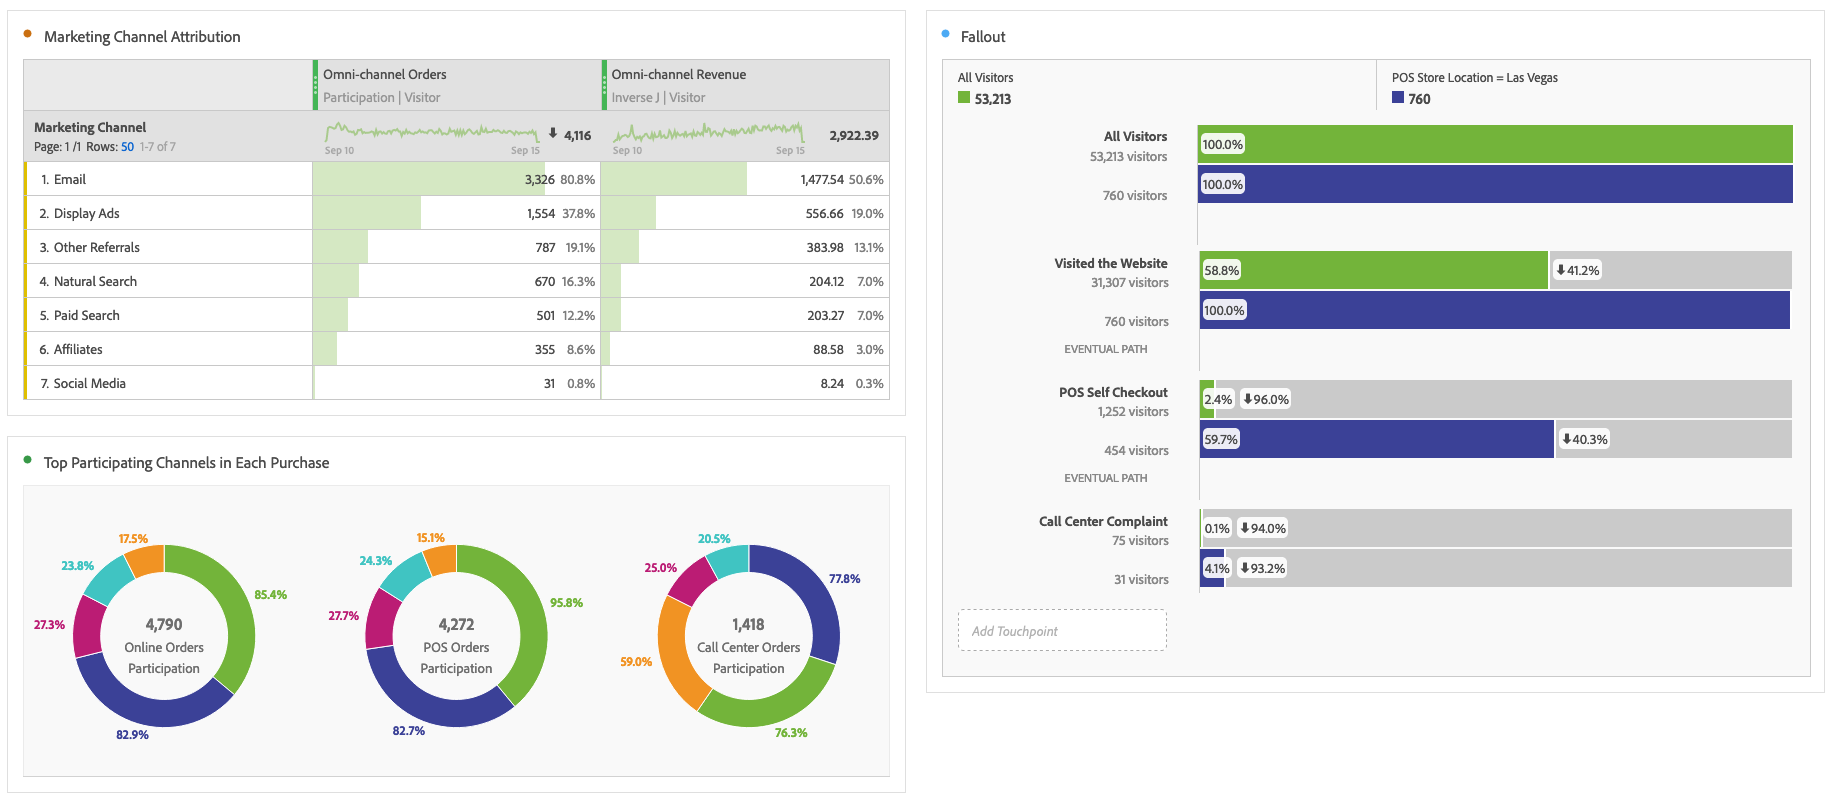 Marketing Channel Attribution
Omni-channel Orders
Participation | Visitor
Omni-channel Revenue
Inverse J | Visitor
Marketing Channel
Page: 1 /1 Rows: 50 1-7 of 7
Sep 10
Sep 15
4,116
Sep 10
Sep 15
2,922.39
1. Email 3,326 80.8% 1,477.54 50.6%
2. Display Ads 1,554 37.8% 556.66 19.0%
3. Other Referrals 787 19.1% 383.98 13.1%
4. Natural Search 670 16.3% 204.12 7.0%
5. Paid Search 501 12.2% 203.27 7.0%
6. Affiliates 355 8.6% 88.58 3.0%
7. Social Media 31 0.8% 8.24 0.3%
Top Participating Channels in Each Purchase
17.5%
23.8%
85.4%
27.3%
82.9%
4,790
Online Orders
Participation
15.1%
24.3%
95.8%
27.7%
82.7%
4,272
POS Orders
Participation
20.5%
25.0%
77.8%
59.0%
76.3%
1,418
Call Center Orders
Participation
Fallout
All Visitors
53,213
POS Store Location = Las Vegas
760
All Visitors
53,213 visitors
100.0%
760 visitors
100.0%
Visited the Website
31,307 visitors
58.8%
41.2%
760 visitors
100.0%
EVENTUAL PATH
POS Self Checkout
1,252 visitors
2.4%
96.0%
454 visitors
59.7%
40.3%
EVENTUAL PATH
Call Center Complaint
75 visitors
0.1%
94.0%
31 visitors
4.1%
93.2%
Add Touchpoint